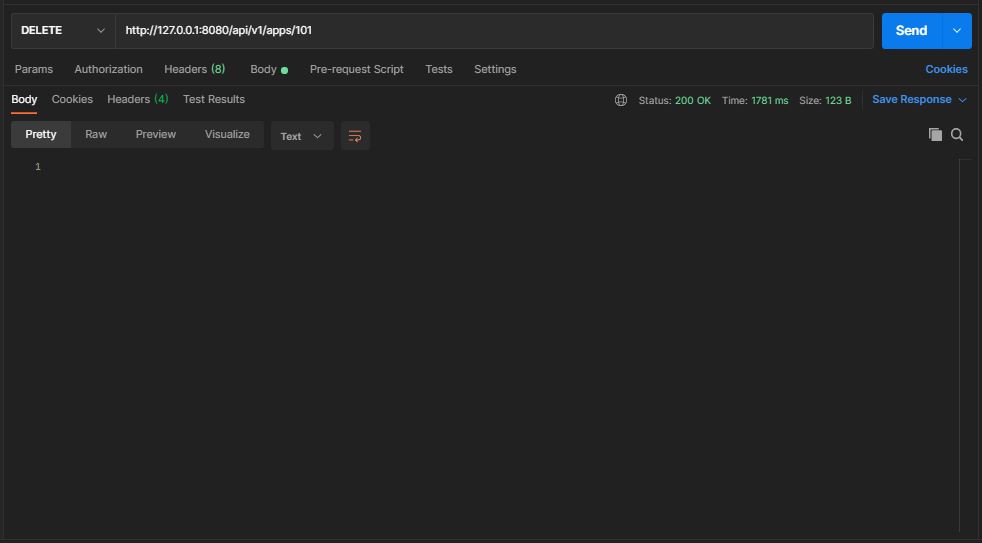 DELETE http://127.0.0.1:8080/api/v1/apps/101 Send
Params Authorization Headers (8) Body Pre-request Script Tests Settings Cookies
Body Cookies Headers (4) Test Results Status: 200 OK Time: 1781 ms Size: 123 B Save Response
Pretty Raw Preview Visualize Text
1